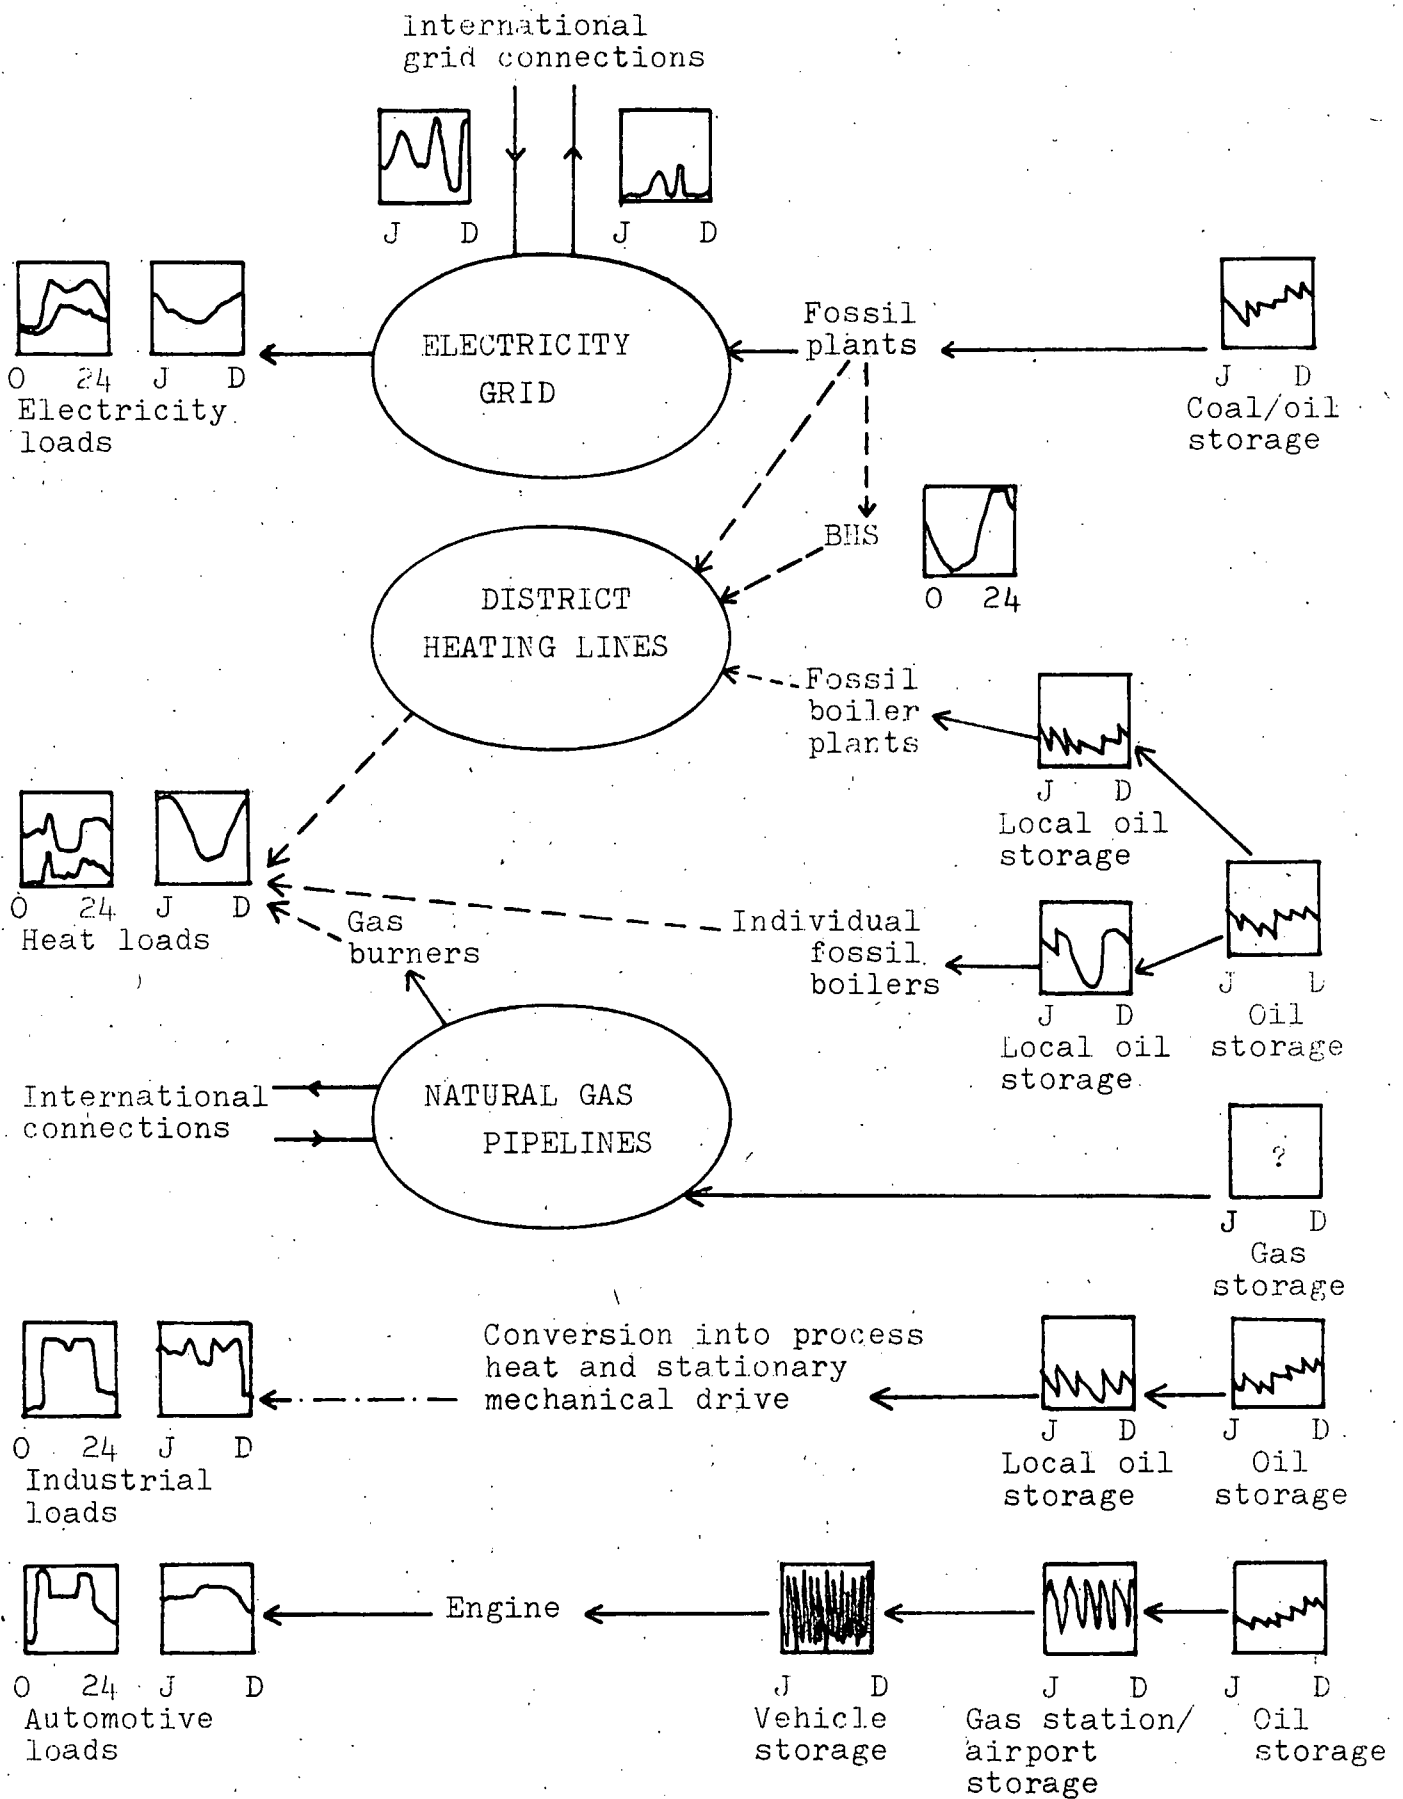 International
grid connections
J D
J D
ELECTRICITY
GRID
Fossil
plants
0 24 J D
Electricity
loads
J D
Coal/oil
storage
BHS
0 24
DISTRICT
HEATING LINES
Fossil
boiler
plants
J D
Local oil
storage
0 24 J D
Heat loads
Gas
burners
Individual
fossil
boilers
J D
Local oil
storage
J D
Oil
storage
International
connections
NATURAL GAS
PIPELINES
?
J D
Gas
storage
Conversion into process
heat and stationary
mechanical drive
0 24 J D
Industrial
loads
J D
Local oil
storage
J D
Oil
storage
Engine
0 24 J D
Automotive
loads
J D
Vehicle
storage
J D
Gas station/
airport
storage
J D
Oil
storage